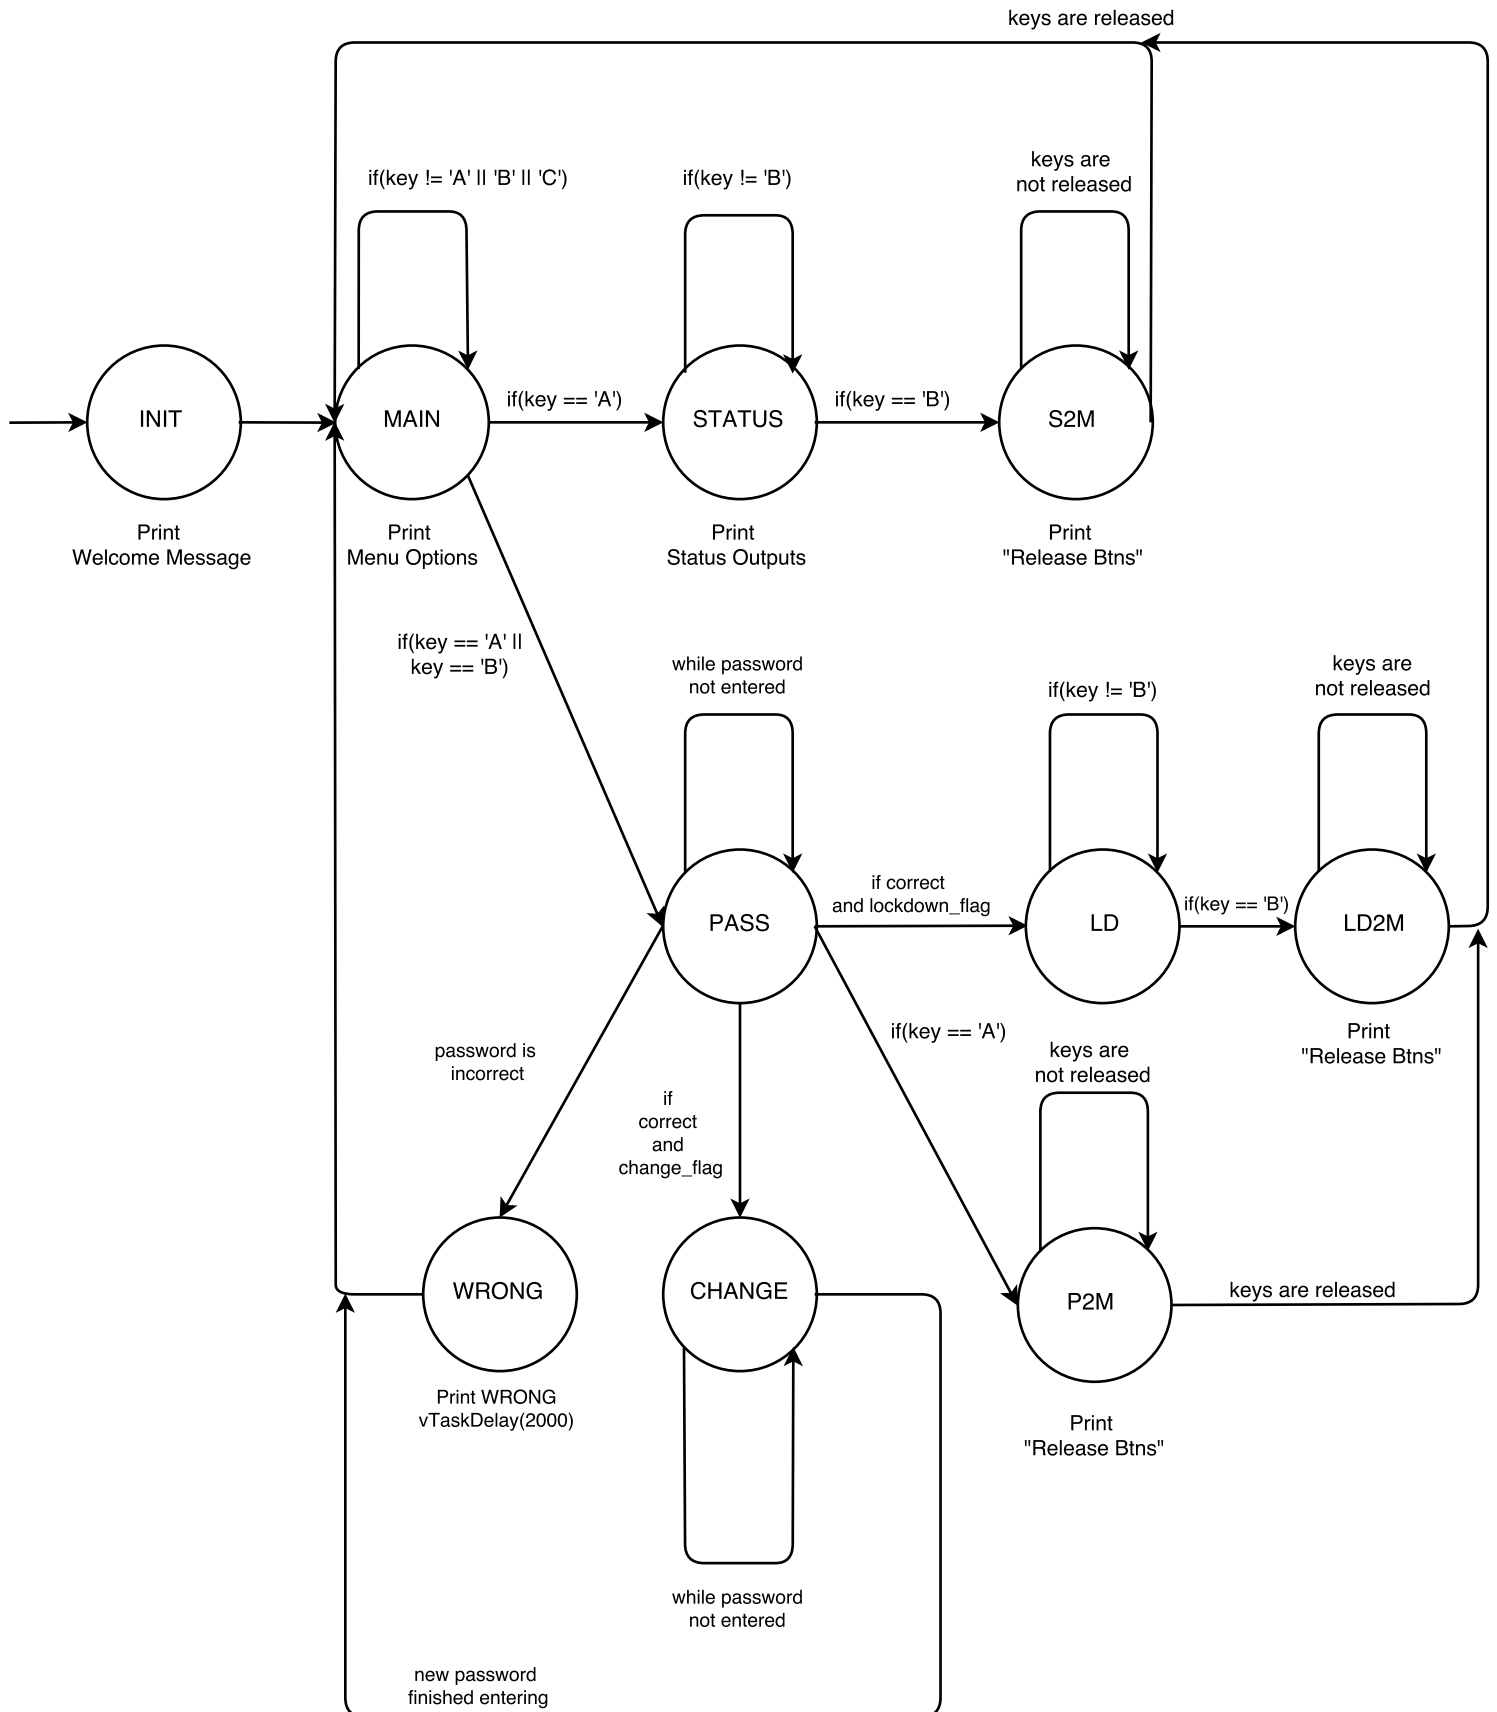 keys are released
if(key != 'A' || 'B' || 'C')
if(key != 'B')
keys are
not released
INIT
MAIN
if(key == 'A')
STATUS
if(key == 'B')
S2M
Print
Welcome Message
Print
Menu Options
Print
Status Outputs
Print
"Release Btns"
if(key == 'A' ||
key == 'B')
while password
not entered
if(key != 'B')
keys are
not released
PASS
if correct
and lockdown_flag
LD
if(key == 'B')
LD2M
Print
"Release Btns"
password is
incorrect
if
correct
and
change_flag
if(key == 'A')
keys are
not released
WRONG
CHANGE
P2M
keys are released
Print WRONG
vTaskDelay(2000)
Print
"Release Btns"
while password
not entered
new password
finished entering